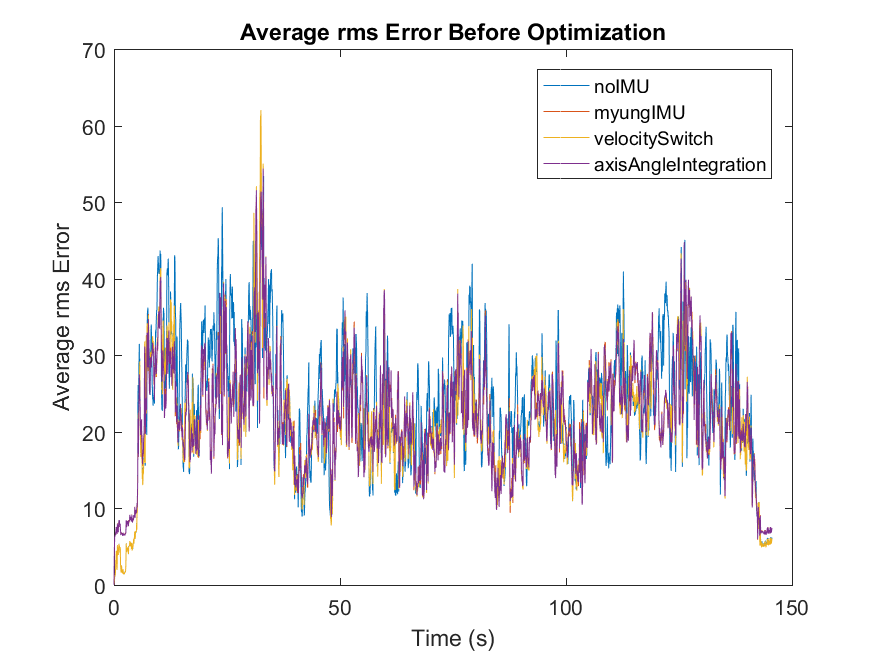 Average rms Error Before Optimization
70
60
50
40
30
20
10
0
Average rms Error
noIMU
myungIMU
velocitySwitch
axisAngleIntegration
0
50
100
150
Time (s)